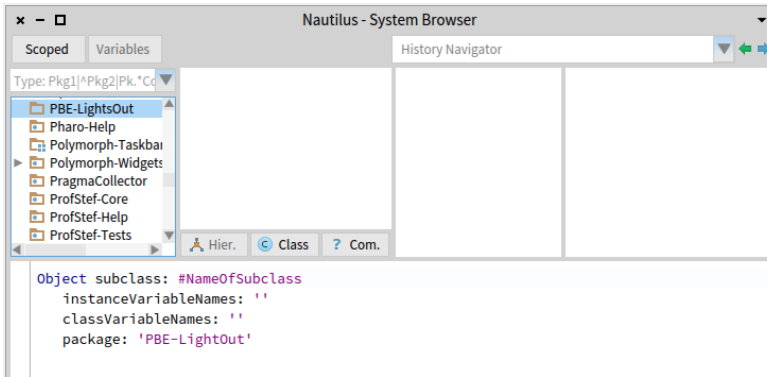 Nautilus - System Browser
Scoped Variables History Navigator
Type: Pkg1|^Pkg2|Pk.*Co
PBE-LightsOut
Pharo-Help
Polymorph-Taskbar
Polymorph-Widgets
PragmaCollector
ProfStef-Core
ProfStef-Help
ProfStef-Tests
Hier. Class ? Com.
Object subclass: #NameOfSubclass
instanceVariableNames: ''
classVariableNames: ''
package: 'PBE-LightOut'